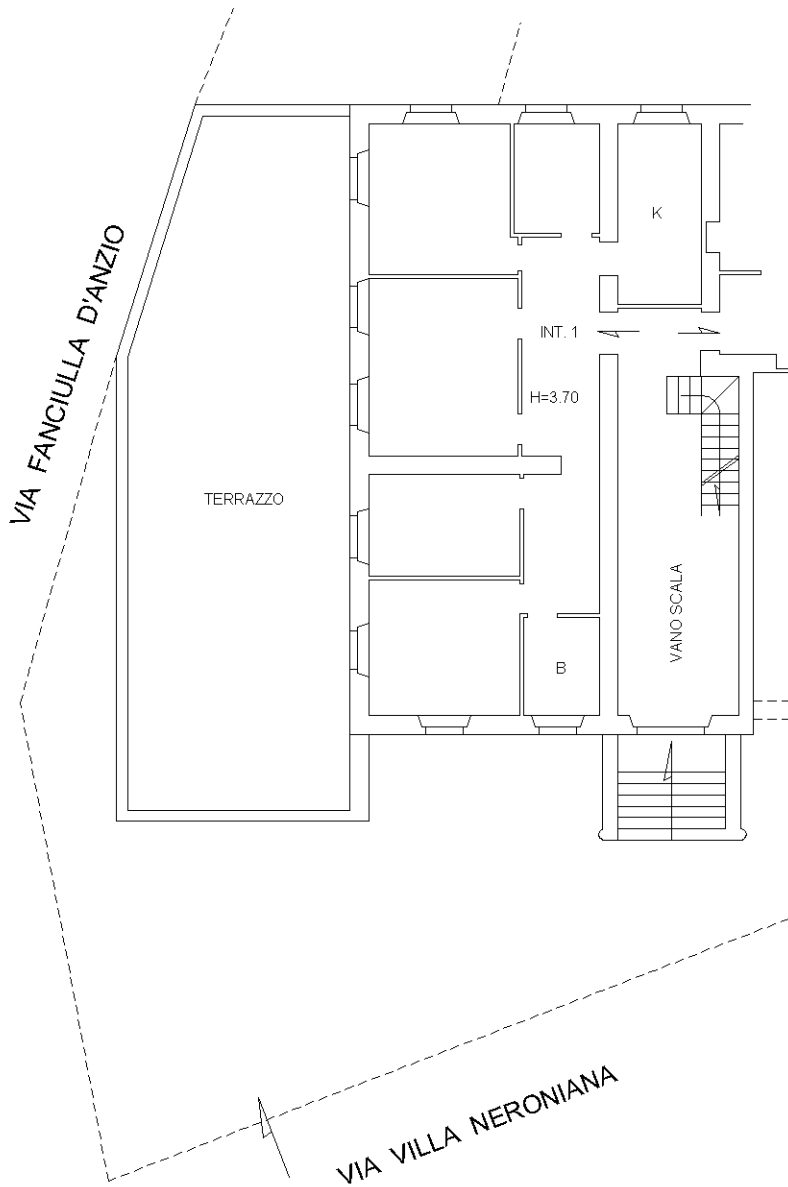 K
VIA FANCIULLA D'ANZIO
INT. 1
H=3.70
TERRAZZO
VANO SCALA
B
VIA VILLA NERONIANA